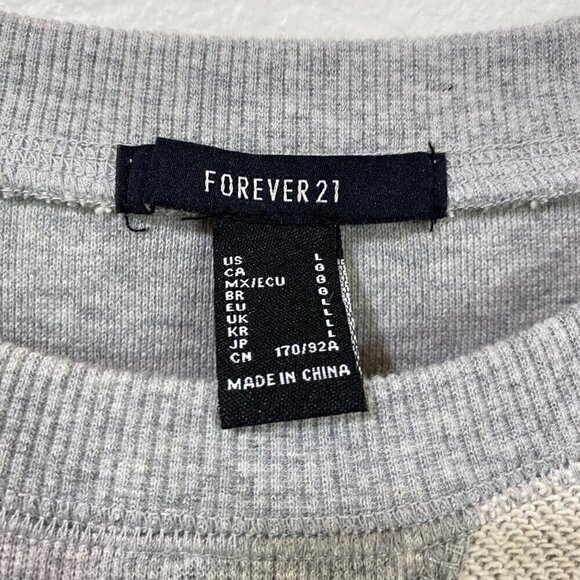 FOREVER 21
US L
CA G
MX/ECU G
BR G
EU L
UK L
KR L
JP L
CN 170/92A
MADE IN CHINA